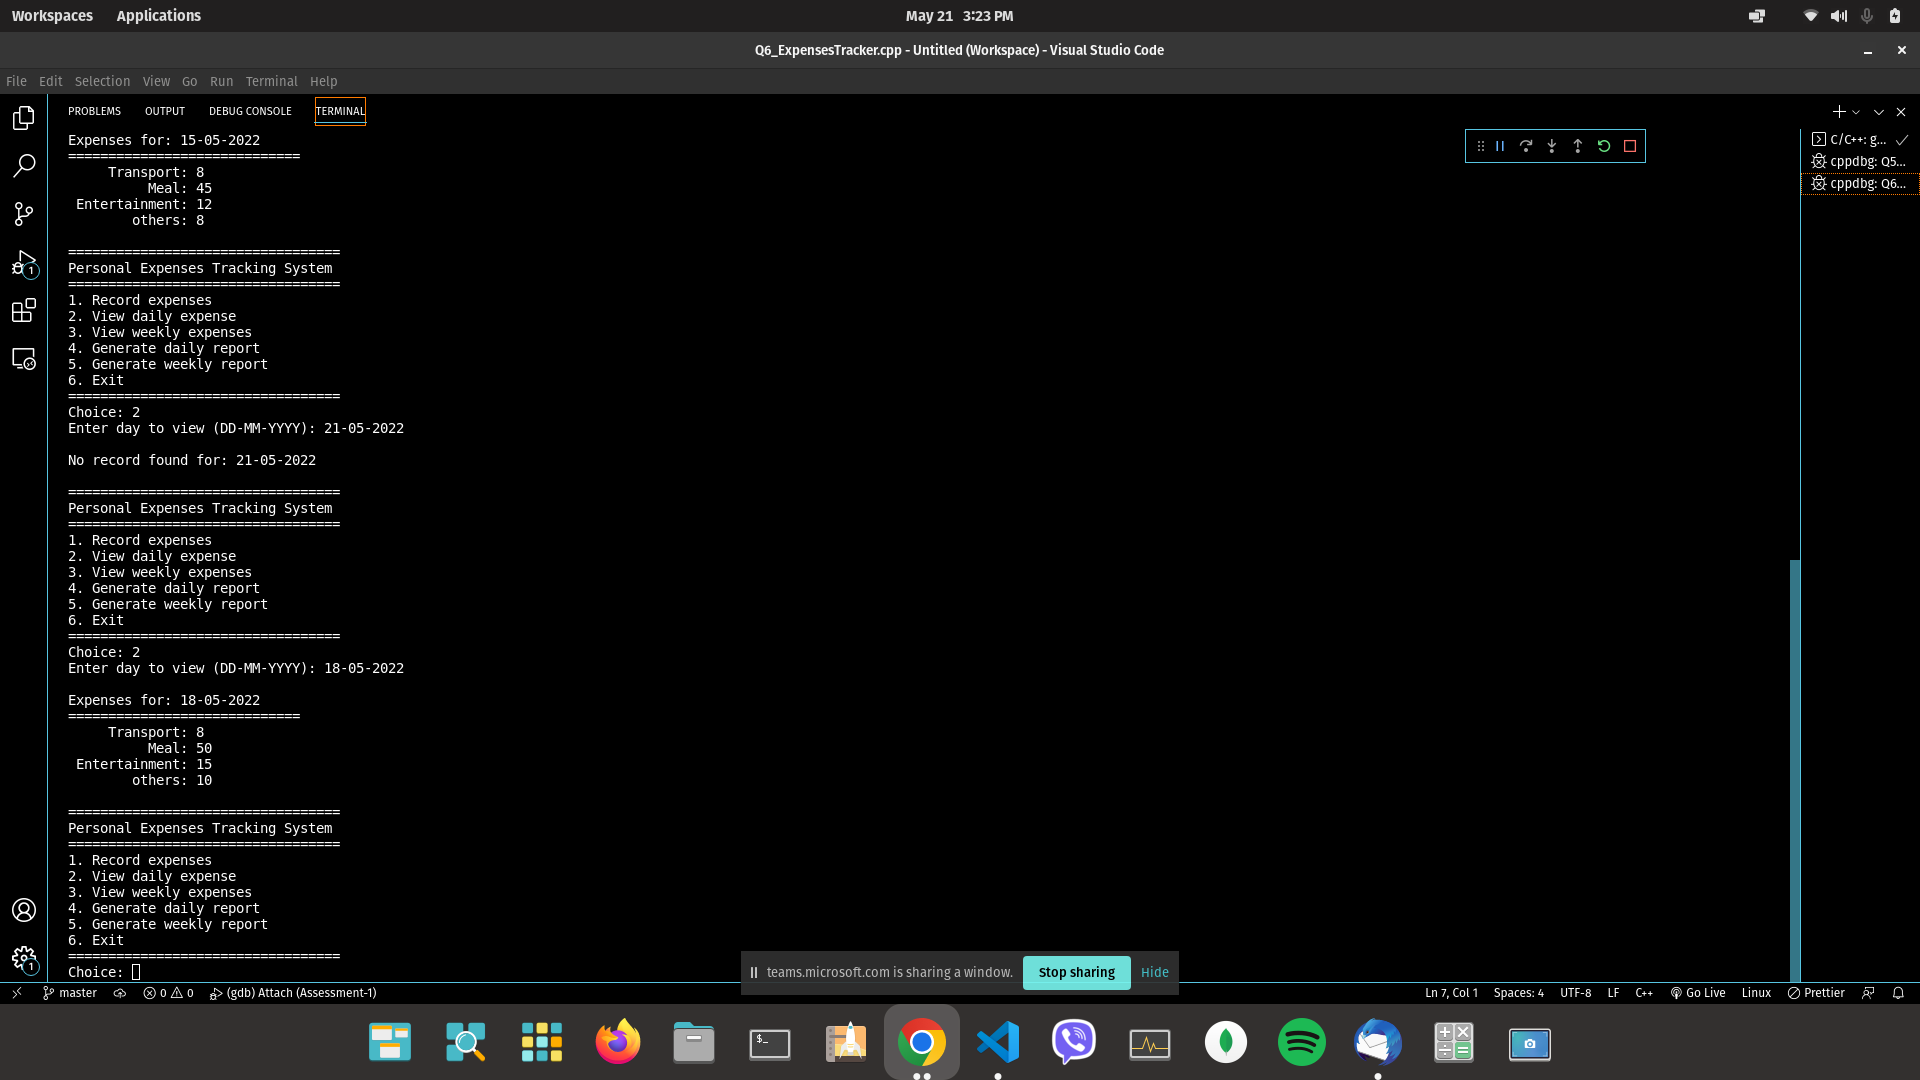 Workspaces Applications May 21 3:23 PM
Q6_ExpensesTracker.cpp - Untitled (Workspace) - Visual Studio Code
File Edit Selection View Go Run Terminal Help
PROBLEMS OUTPUT DEBUG CONSOLE TERMINAL
Expenses for: 15-05-2022
=============================
Transport: 8
Meal: 45
Entertainment: 12
others: 8
==================================
Personal Expenses Tracking System
==================================
1. Record expenses
2. View daily expense
3. View weekly expenses
4. Generate daily report
5. Generate weekly report
6. Exit
==================================
Choice: 2
Enter day to view (DD-MM-YYYY): 21-05-2022
No record found for: 21-05-2022
==================================
Personal Expenses Tracking System
==================================
1. Record expenses
2. View daily expense
3. View weekly expenses
4. Generate daily report
5. Generate weekly report
6. Exit
==================================
Choice: 2
Enter day to view (DD-MM-YYYY): 18-05-2022
Expenses for: 18-05-2022
=============================
Transport: 8
Meal: 50
Entertainment: 15
others: 10
==================================
Personal Expenses Tracking System
==================================
1. Record expenses
2. View daily expense
3. View weekly expenses
4. Generate daily report
5. Generate weekly report
6. Exit
==================================
Choice:
C/C++: g...
cppdbg: Q5...
cppdbg: Q6...
1
1
teams.microsoft.com is sharing a window. Stop sharing Hide
master 0 0 (gdb) Attach (Assessment-1) Ln 7, Col 1 Spaces: 4 UTF-8 LF C++ Go Live Linux Prettier
$_